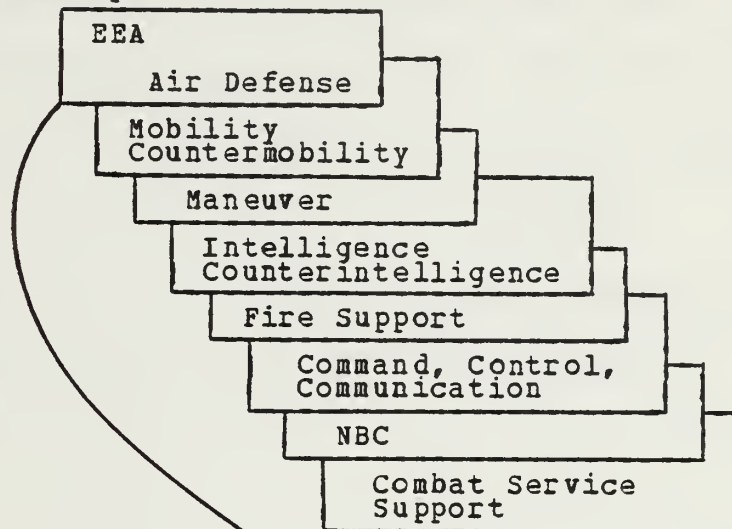 EEA
Air Defense
Mobility
Countermobility
Maneuver
Intelligence
Counterintelligence
Fire Support
Command, Control,
Communication
NBC
Combat Service
Support